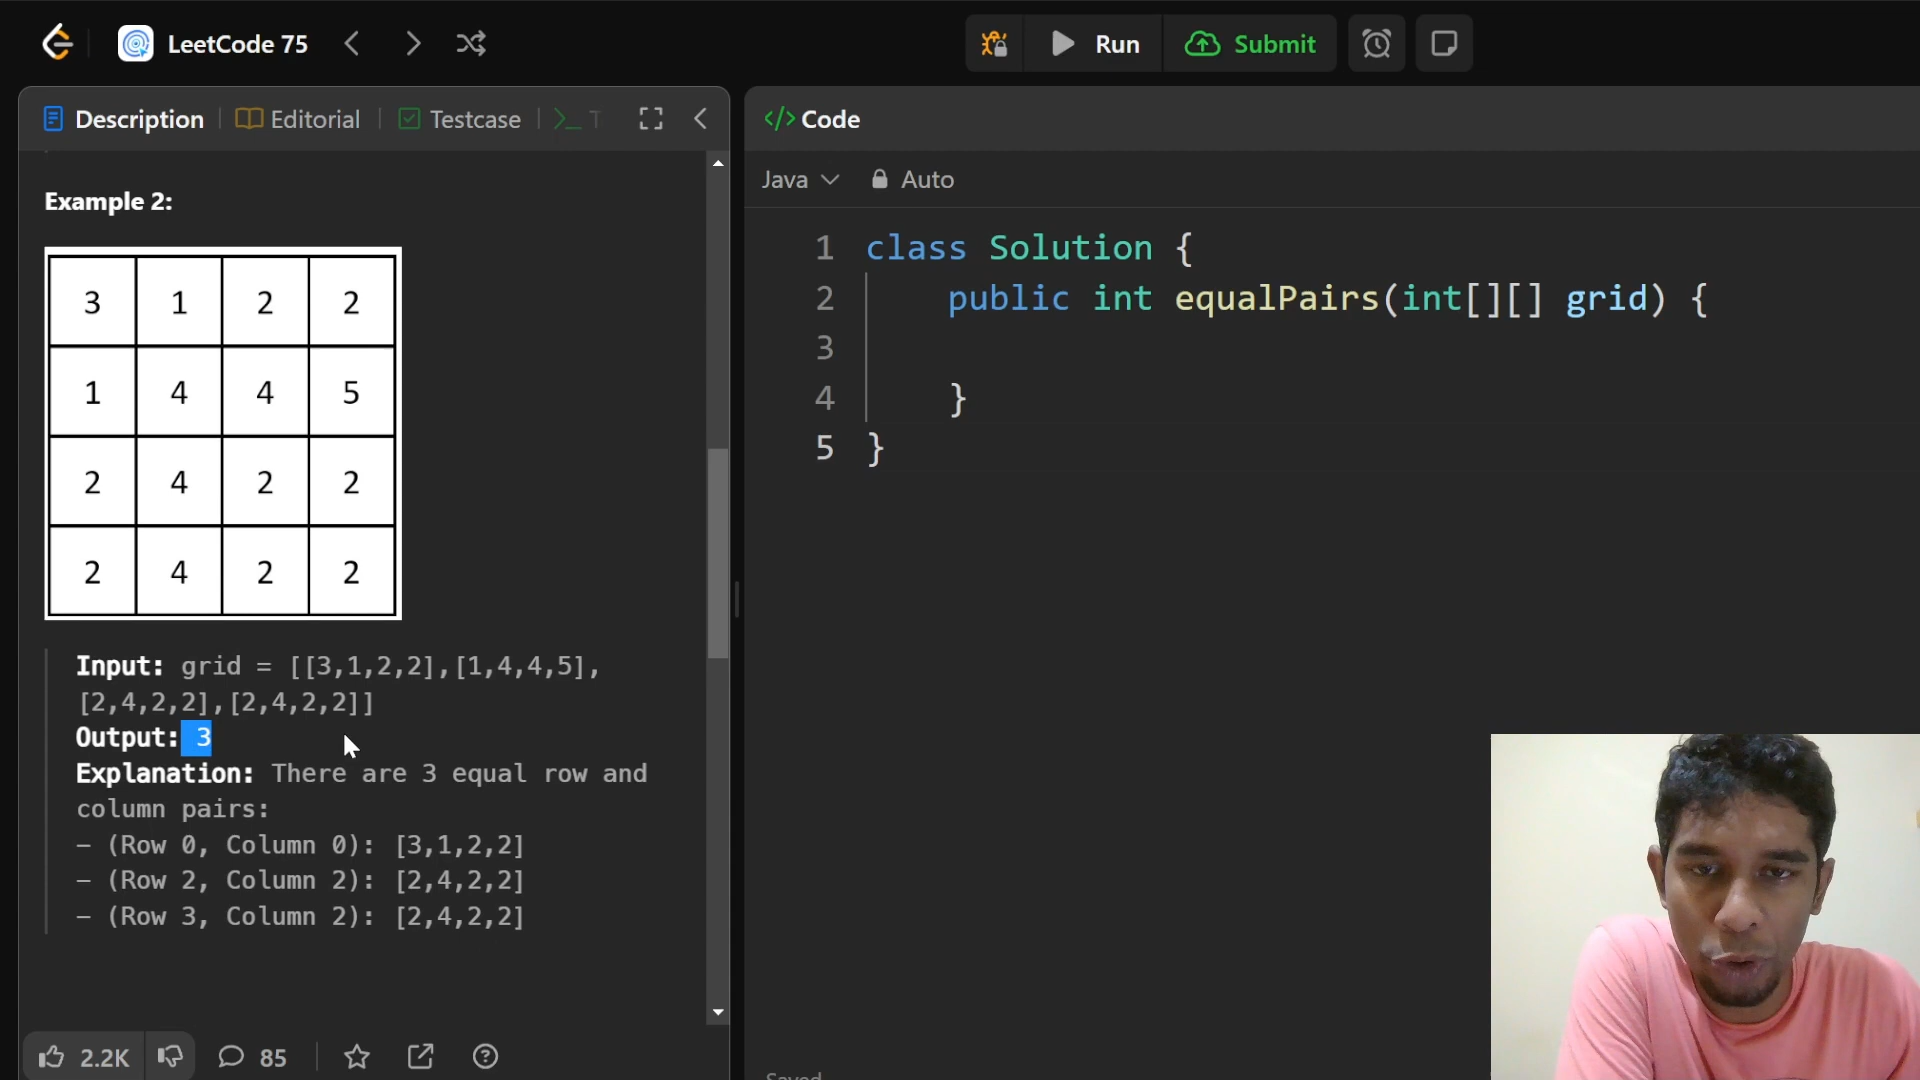 LeetCode 75
Run
Submit
Description
Editorial
Testcase
T
Code
Java
Auto
Example 2:
3 1 2 2
1 4 4 5
2 4 2 2
2 4 2 2
Input: grid = [[3,1,2,2],[1,4,4,5],
[2,4,2,2],[2,4,2,2]]
Output: 3
Explanation: There are 3 equal row and
column pairs:
- (Row 0, Column 0): [3,1,2,2]
- (Row 2, Column 2): [2,4,2,2]
- (Row 3, Column 2): [2,4,2,2]
2.2K
85
1 class Solution {
2 public int equalPairs(int[][] grid) {
3
4 }
5 }
Saved